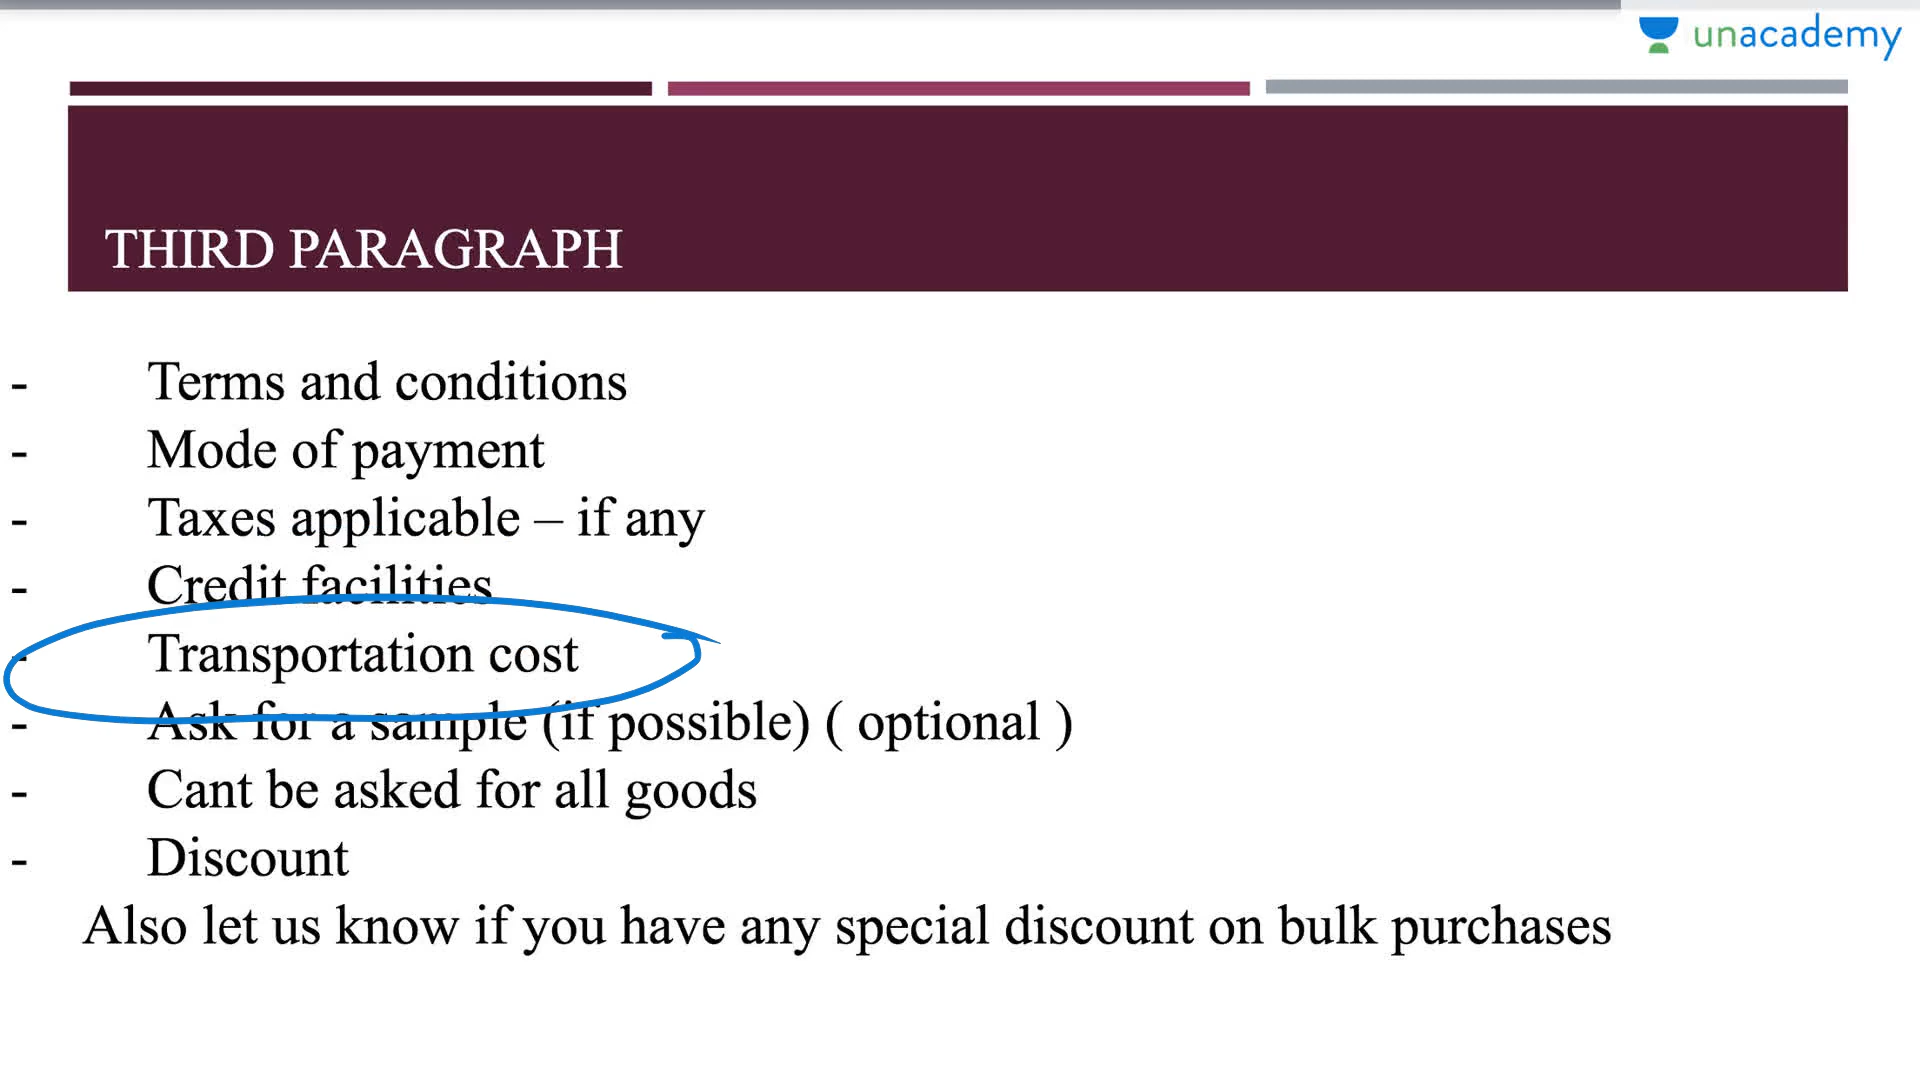 unacademy
THIRD PARAGRAPH
- Terms and conditions
- Mode of payment
- Taxes applicable – if any
- Credit facilities
- Transportation cost
- Ask for a sample (if possible) ( optional )
- Cant be asked for all goods
- Discount
Also let us know if you have any special discount on bulk purchases